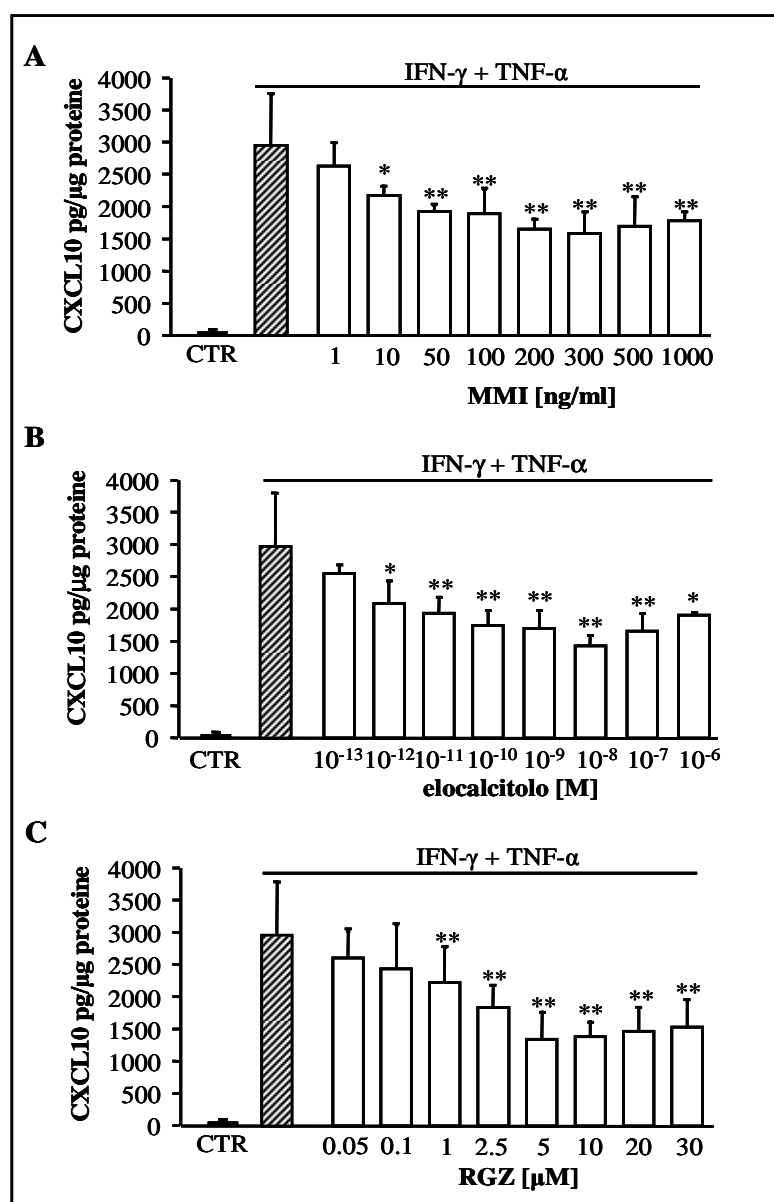 A
IFN-γ + TNF-α
CXCL10 pg/μg proteine
4000
3500
3000
2500
2000
1500
1000
500
0
* ** ** ** ** ** **
CTR 1 10 50 100 200 300 500 1000
MMI [ng/ml]
B
IFN-γ + TNF-α
CXCL10 pg/μg proteine
4000
3500
3000
2500
2000
1500
1000
500
0
* ** ** ** ** ** *
CTR 10⁻¹³ 10⁻¹² 10⁻¹¹ 10⁻¹⁰ 10⁻⁹ 10⁻⁸ 10⁻⁷ 10⁻⁶
elocalcitolo [M]
C
IFN-γ + TNF-α
CXCL10 pg/μg proteine
4000
3500
3000
2500
2000
1500
1000
500
0
** ** ** ** ** **
CTR 0.05 0.1 1 2.5 5 10 20 30
RGZ [μM]